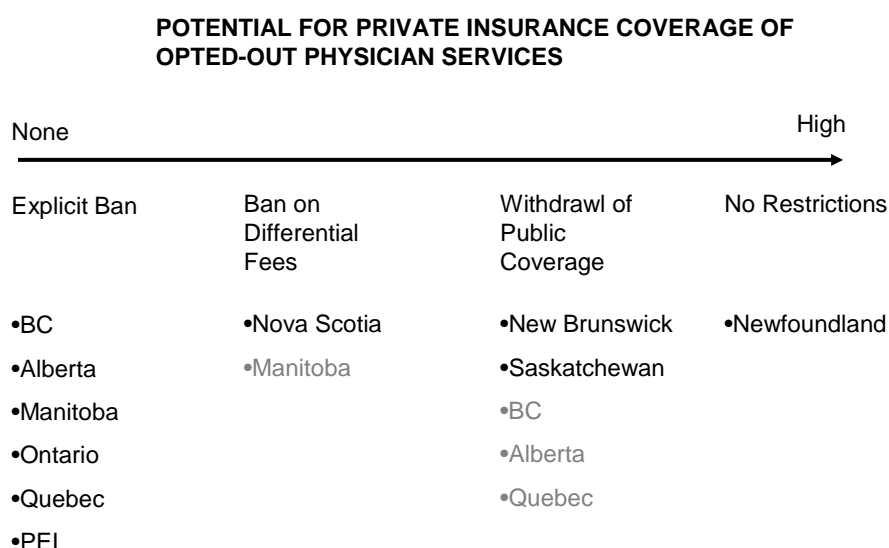 POTENTIAL FOR PRIVATE INSURANCE COVERAGE OF
OPTED-OUT PHYSICIAN SERVICES
None
High
Explicit Ban
Ban on
Differential
Fees
Withdrawl of
Public
Coverage
No Restrictions
•BC
•Alberta
•Manitoba
•Ontario
•Quebec
•PEI
•Nova Scotia
•Manitoba
•New Brunswick
•Saskatchewan
•BC
•Alberta
•Quebec
•Newfoundland